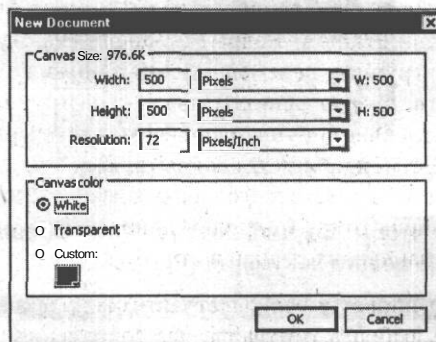 New Document
Canvas Size: 976.6K
Width: 500 Pixels W: 500
Height: 500 Pixels H: 500
Resolution: 72 Pixels/Inch
Canvas color
White
Transparent
Custom:
OK Cancel